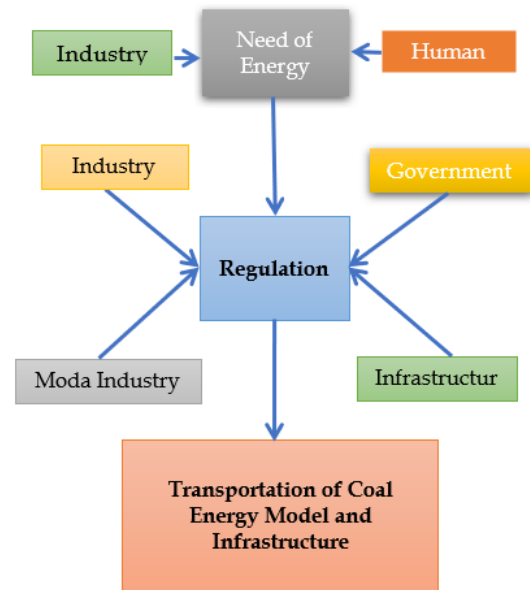 Industry
Need of
Energy
Human
Industry
Government
Regulation
Moda Industry
Infrastructur
Transportation of Coal
Energy Model and
Infrastructure